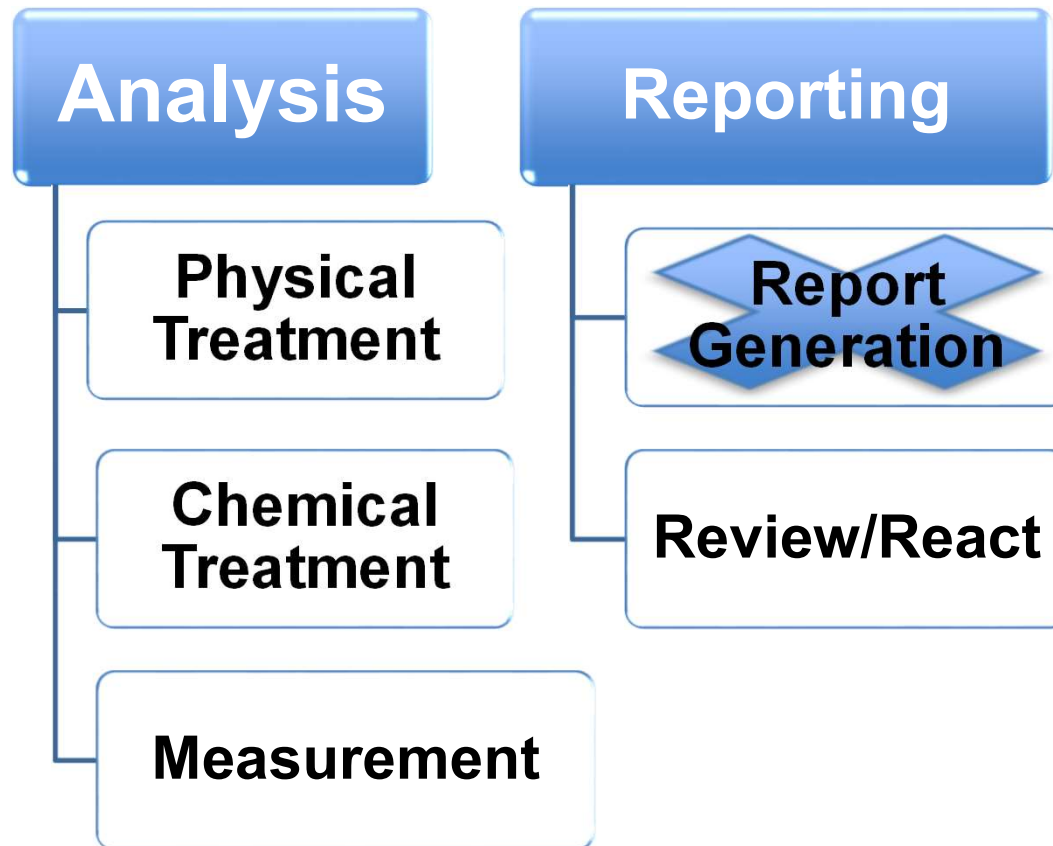 Analysis
Physical
Treatment
Chemical
Treatment
Measurement
Reporting
Report
Generation
Review/React